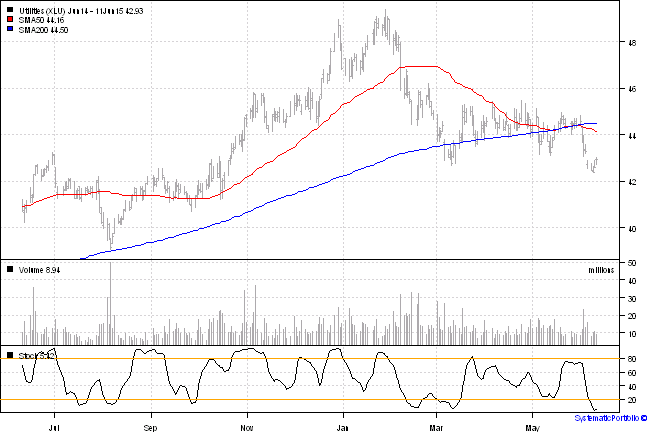 Utilities (XLU) Jun14 - 11Jun15 42.93
SMA50 44.16
SMA200 44.50
48
46
44
42
40
Volume 8.94
millions
50
40
30
20
10
Stoch 5.12
80
60
40
20
Jul Sep Nov Jan Mar May
SystematicPortfolio ©